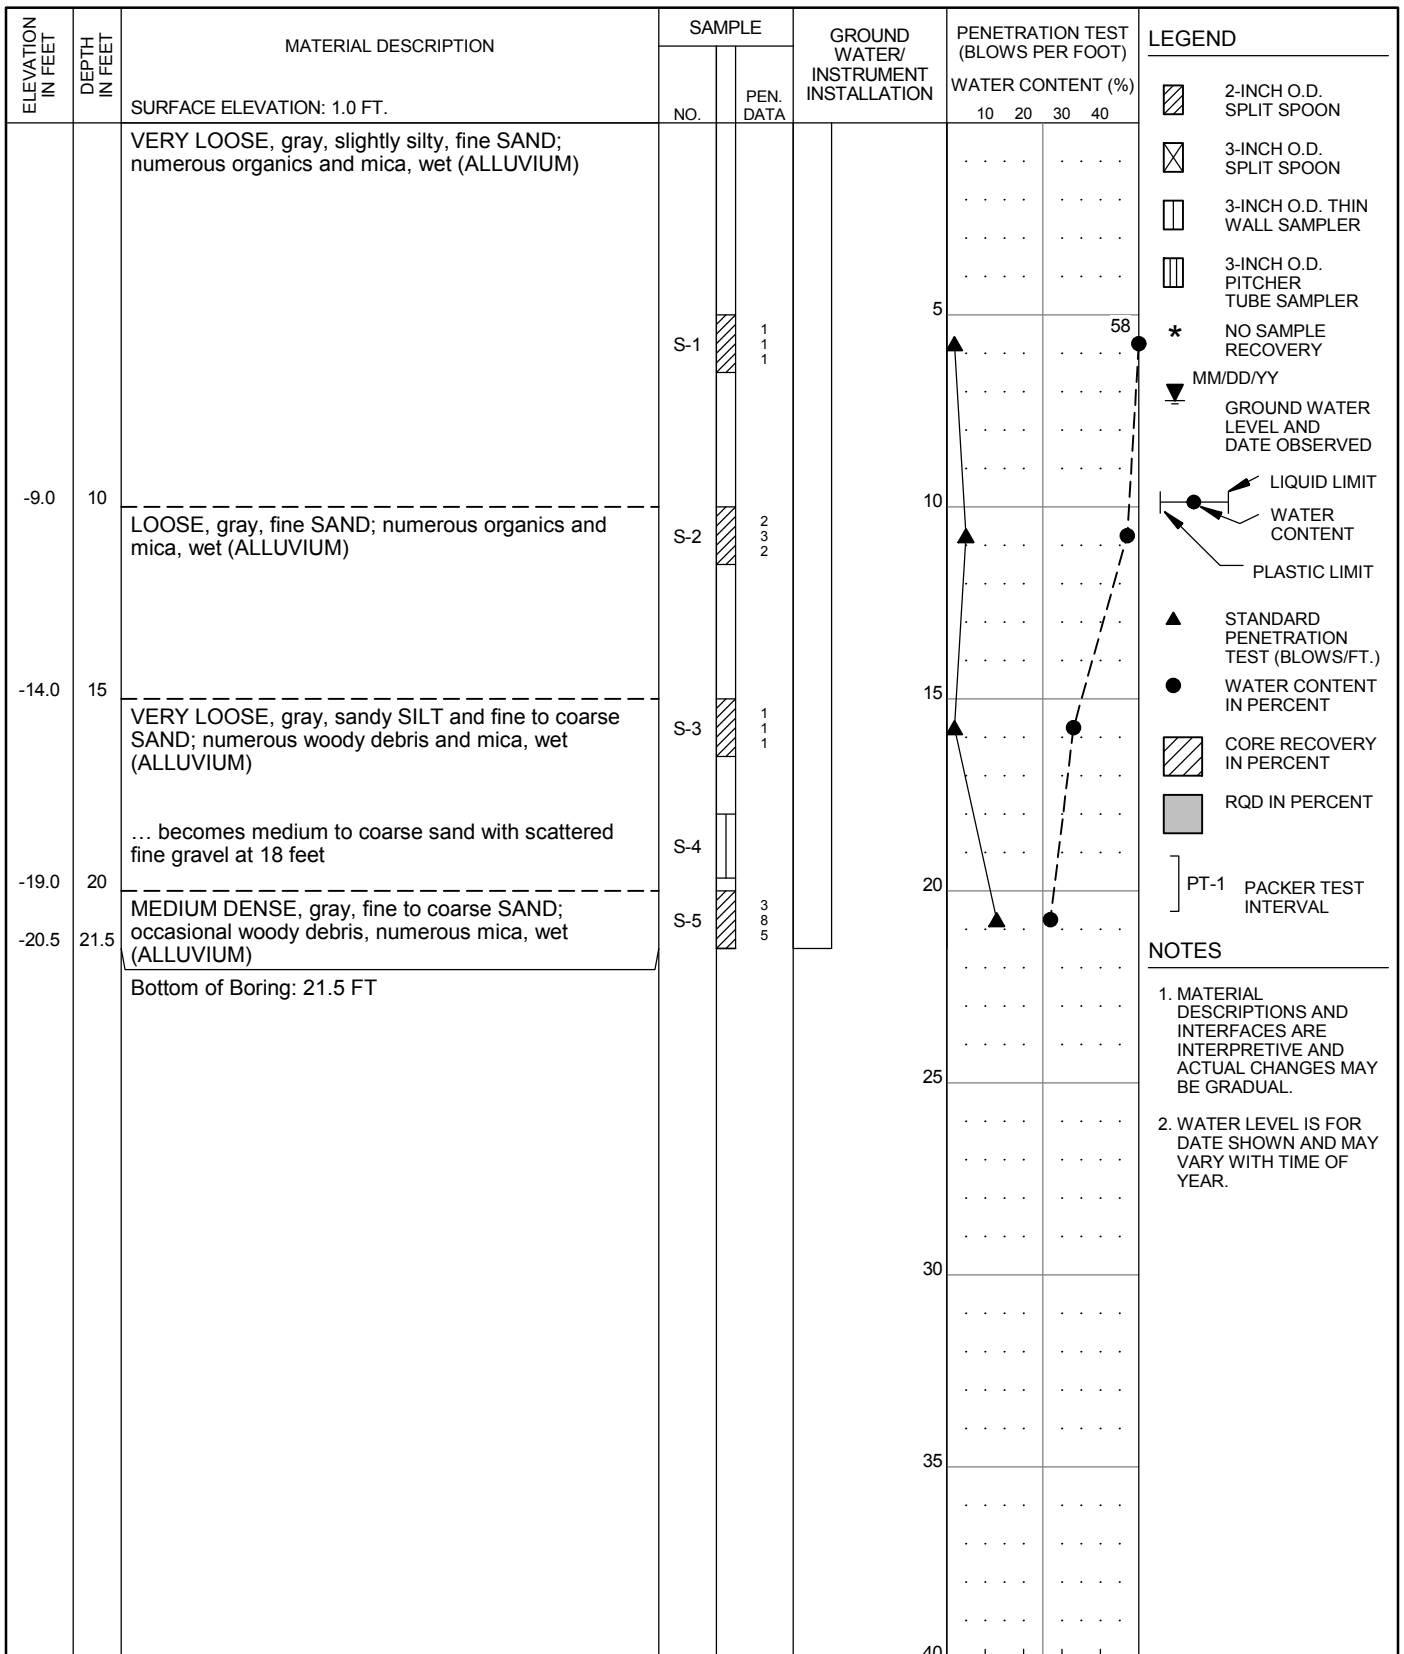 ELEVATION
IN FEET
DEPTH
IN FEET
MATERIAL DESCRIPTION
SURFACE ELEVATION: 1.0 FT.
SAMPLE
NO.
PEN.
DATA
GROUND
WATER/
INSTRUMENT
INSTALLATION
PENETRATION TEST
(BLOWS PER FOOT)
WATER CONTENT (%)
10 20 30 40
VERY LOOSE, gray, slightly silty, fine SAND;
numerous organics and mica, wet (ALLUVIUM)
5
58
S-1
1
1
1
-9.0 10
10
LOOSE, gray, fine SAND; numerous organics and
mica, wet (ALLUVIUM)
S-2
2
3
2
-14.0 15
15
VERY LOOSE, gray, sandy SILT and fine to coarse
SAND; numerous woody debris and mica, wet
(ALLUVIUM)
S-3
1
1
1
… becomes medium to coarse sand with scattered
fine gravel at 18 feet
S-4
-19.0 20
20
MEDIUM DENSE, gray, fine to coarse SAND;
occasional woody debris, numerous mica, wet
(ALLUVIUM)
S-5
3
8
5
-20.5 21.5
Bottom of Boring: 21.5 FT
25
30
35
40
LEGEND
2-INCH O.D.
SPLIT SPOON
3-INCH O.D.
SPLIT SPOON
3-INCH O.D. THIN
WALL SAMPLER
3-INCH O.D.
PITCHER
TUBE SAMPLER
* NO SAMPLE
RECOVERY
MM/DD/YY
GROUND WATER
LEVEL AND
DATE OBSERVED
LIQUID LIMIT
WATER
CONTENT
PLASTIC LIMIT
STANDARD
PENETRATION
TEST (BLOWS/FT.)
WATER CONTENT
IN PERCENT
CORE RECOVERY
IN PERCENT
RQD IN PERCENT
PT-1 PACKER TEST
INTERVAL
NOTES
1. MATERIAL
DESCRIPTIONS AND
INTERFACES ARE
INTERPRETIVE AND
ACTUAL CHANGES MAY
BE GRADUAL.
2. WATER LEVEL IS FOR
DATE SHOWN AND MAY
VARY WITH TIME OF
YEAR.